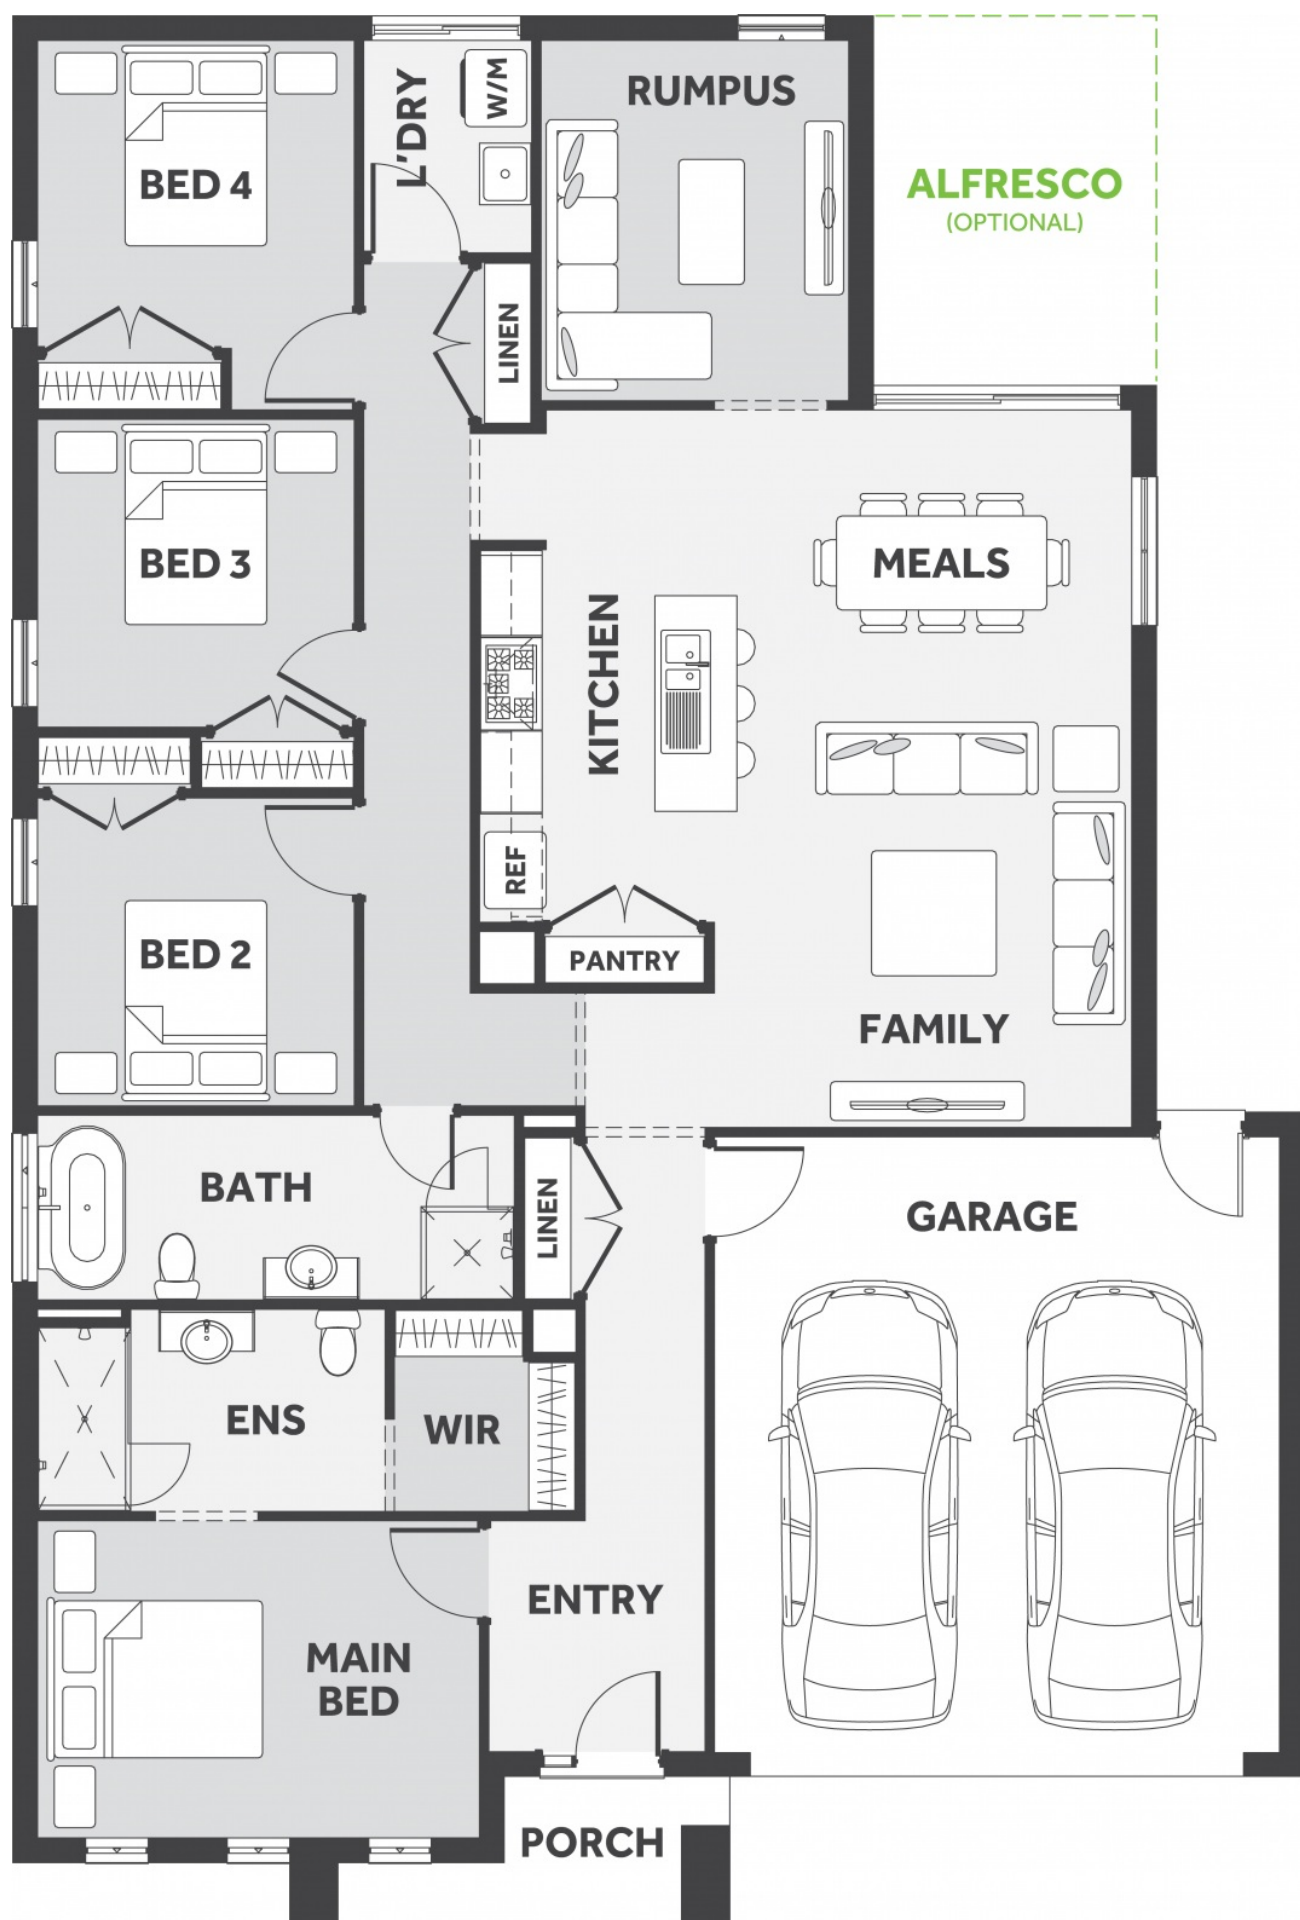 RUMPUS
L'DRY
W/M
BED 4
ALFRESCO
(OPTIONAL)
LINEN
BED 3
MEALS
KITCHEN
REF
BED 2
PANTRY
FAMILY
BATH
LINEN
GARAGE
ENS
WIR
ENTRY
MAIN
BED
PORCH